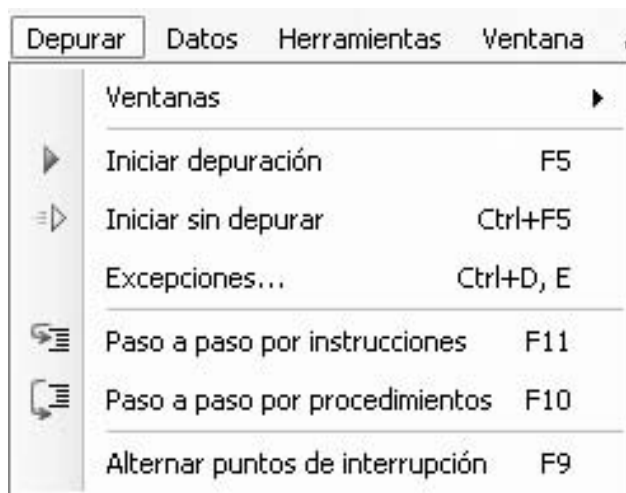 Depurar Datos Herramientas Ventana
Ventanas
Iniciar depuración F5
Iniciar sin depurar Ctrl+F5
Excepciones... Ctrl+D, E
Paso a paso por instrucciones F11
Paso a paso por procedimientos F10
Alternar puntos de interrupción F9